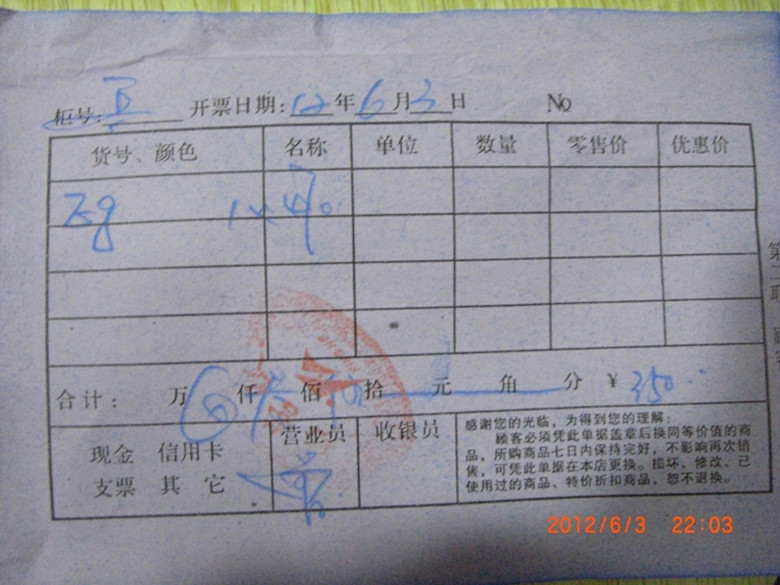 柜号: 开票日期: 12 年 6 月 3 日 No
货号、颜色 名称 单位 数量 零售价 优惠价
合计: 万 仟 佰 拾 元 角 分 ¥ 350
现金 信用卡 营业员 收银员
支票 其 它
感谢您的光临，为得到您的理解:
顾客必须凭此单据盖章后换同等价值的商
品，所购商品七日内保持完好，不影响再次销
售，可凭此单据在本店更换。损坏、修改、已
使用过的商品、特价折扣商品，恕不退换。
2012/6/3 22:03